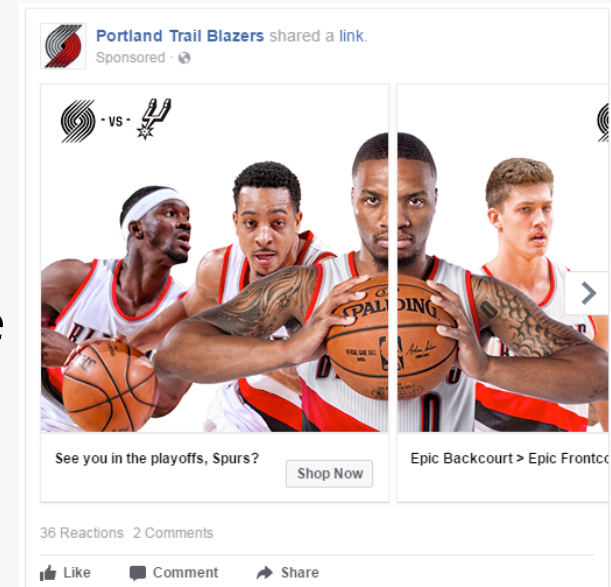 Portland Trail Blazers shared a link.
Sponsored ·
- VS -
SPALDING
0
See you in the playoffs, Spurs?
Shop Now
Epic Backcourt > Epic Frontco
36 Reactions 2 Comments
Like Comment Share
e